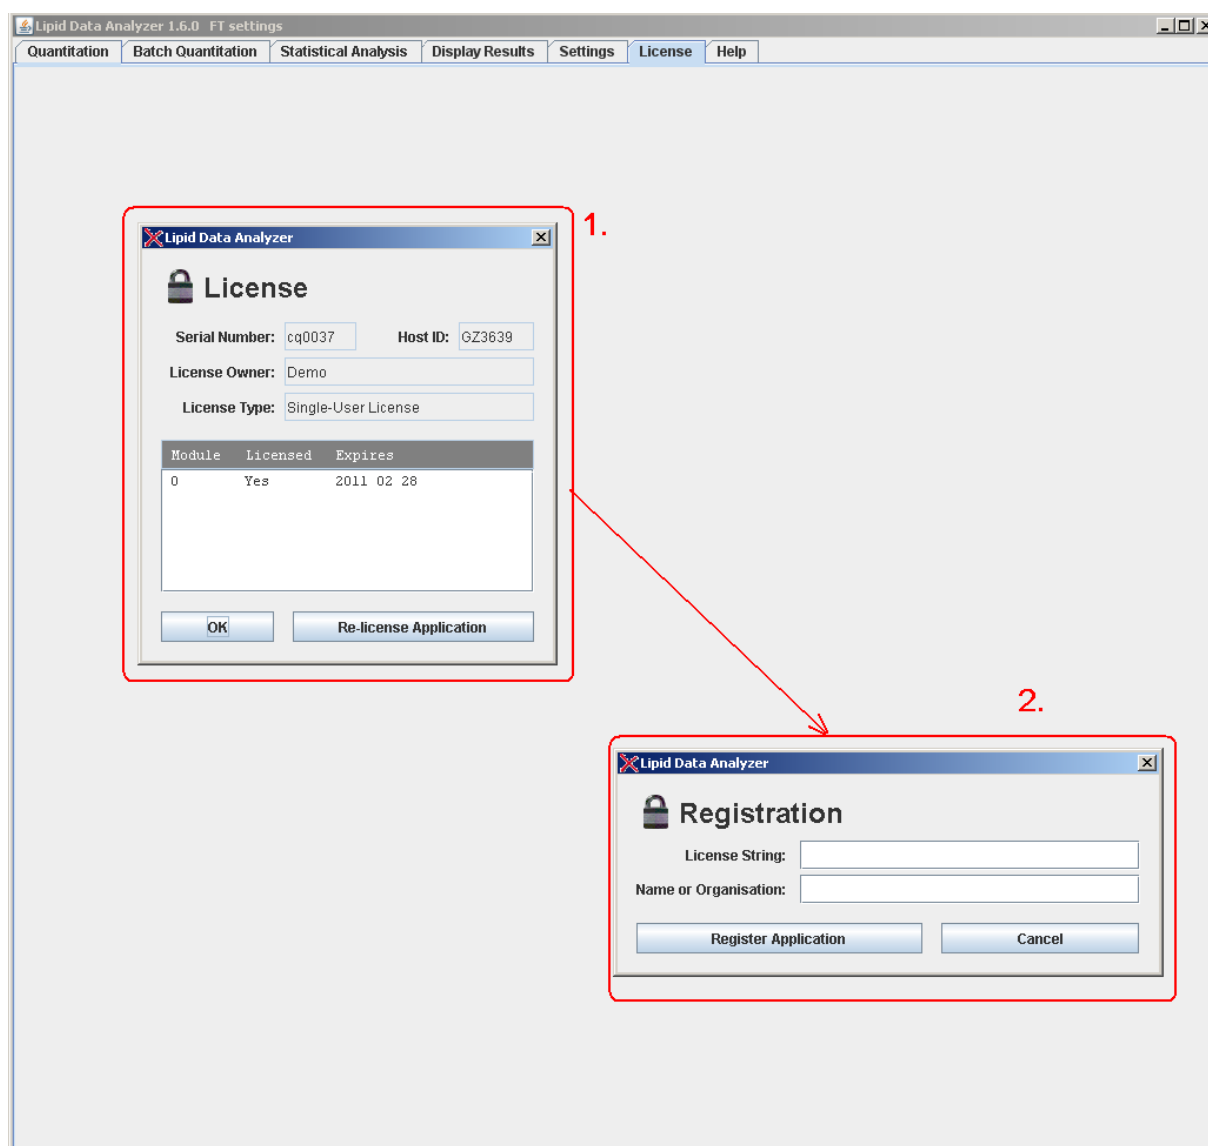 Lipid Data Analyzer 1.6.0 FT settings
Quantitation Batch Quantitation Statistical Analysis Display Results Settings License Help
1.
Lipid Data Analyzer
License
Serial Number: cq0037 Host ID: GZ3639
License Owner: Demo
License Type: Single-User License
Module Licensed Expires
0 Yes 2011 02 28
OK Re-license Application
2.
Lipid Data Analyzer
Registration
License String:
Name or Organisation:
Register Application Cancel